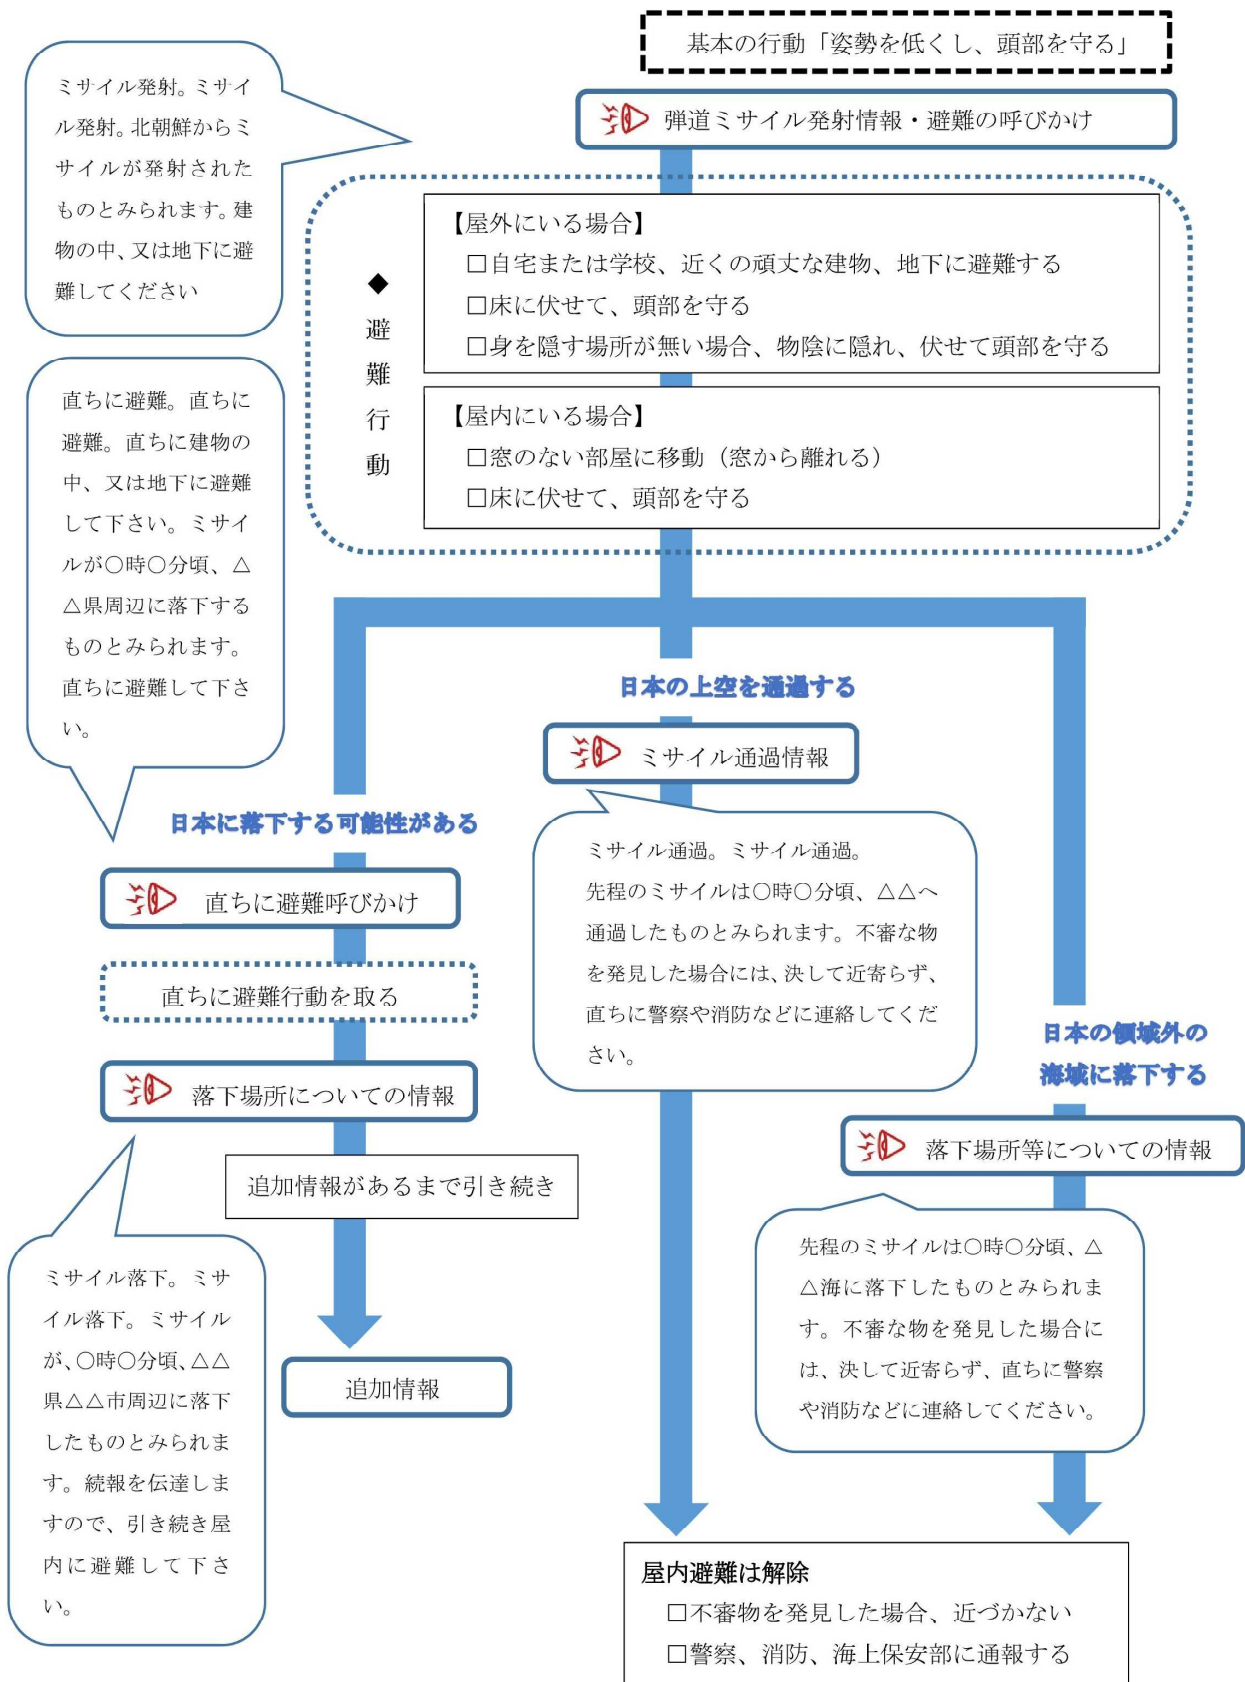 基本の行動「姿勢を低くし、頭部を守る」
弾道ミサイル発射情報・避難の呼びかけ
ミサイル発射。ミサイ
ル発射。北朝鮮からミ
サイルが発射された
ものとみられます。建
物の中、又は地下に避
難してください
◆避難行動
【屋外にいる場合】
□自宅または学校、近くの頑丈な建物、地下に避難する
□床に伏せて、頭部を守る
□身を隠す場所が無い場合、物陰に隠れ、伏せて頭部を守る
【屋内にいる場合】
□窓のない部屋に移動（窓から離れる）
□床に伏せて、頭部を守る
直ちに避難。直ちに
避難。直ちに建物の
中、又は地下に避難
して下さい。ミサイ
ルが〇時〇分頃、△
△県周辺に落下する
ものとみられます。
直ちに避難して下さ
い。
日本に落下する可能性がある
直ちに避難呼びかけ
直ちに避難行動を取る
落下場所についての情報
追加情報があるまで引き続き
ミサイル落下。ミサ
イル落下。ミサイル
が、〇時〇分頃、△△
県△△市周辺に落下
したものとみられま
す。続報を伝達しま
すので、引き続き屋
内に避難して下さ
い。
追加情報
日本の上空を通過する
ミサイル通過情報
ミサイル通過。ミサイル通過。
先程のミサイルは〇時〇分頃、△△へ
通過したものとみられます。不審な物
を発見した場合には、決して近寄らず、
直ちに警察や消防などに連絡してくだ
さい。
日本の領域外の
海域に落下する
落下場所等についての情報
先程のミサイルは〇時〇分頃、△
△海に落下したものとみられま
す。不審な物を発見した場合に
は、決して近寄らず、直ちに警察
や消防などに連絡してください。
屋内避難は解除
□不審物を発見した場合、近づかない
□警察、消防、海上保安部に通報する